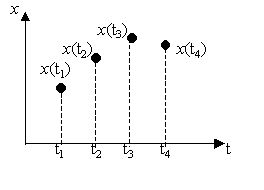 x
x(t₃)
x(t₂)
x(t₄)
x(t₁)
t₁ t₂ t₃ t₄ t